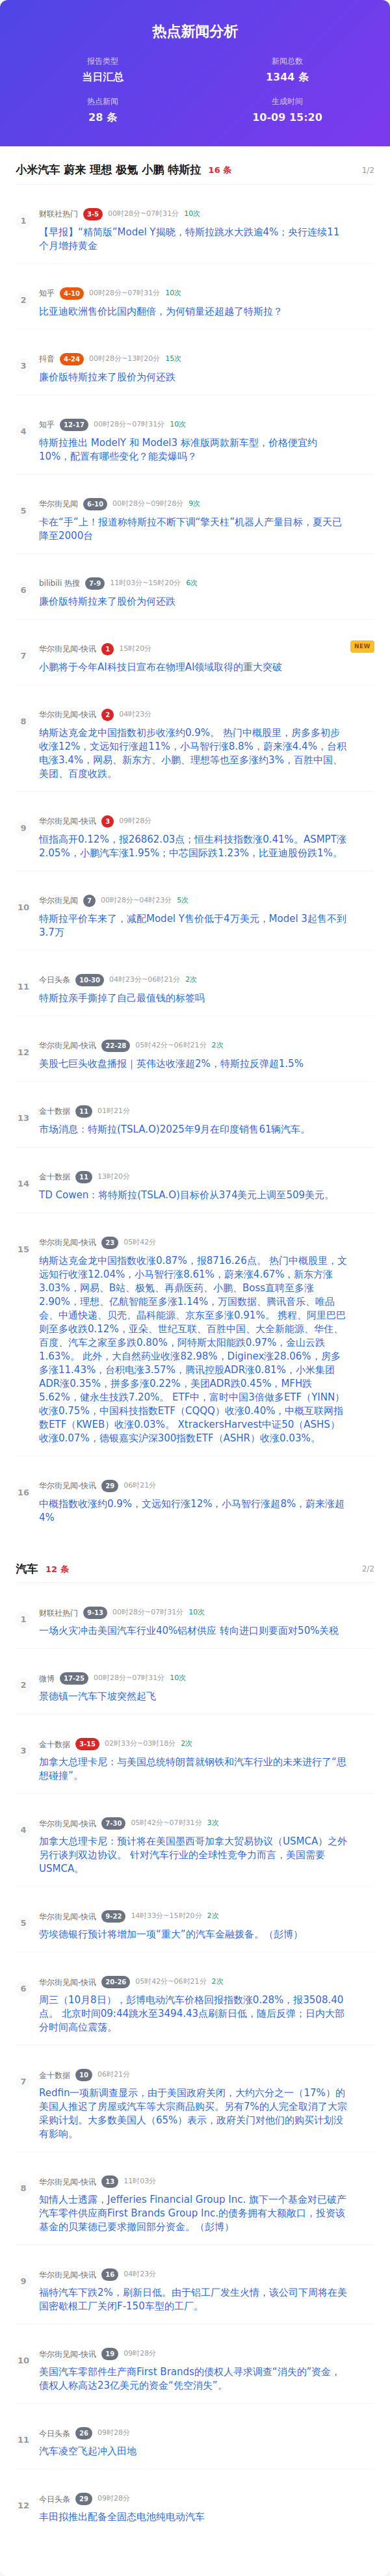 热点新闻分析
报告类型
新闻总数
当日汇总
1344 条
热点新闻
生成时间
28 条
10-09 15:20
小米汽车 蔚来 理想 极氪 小鹏 特斯拉 16 条
1/2
1
财联社热门 3-5 00时28分~07时31分 10次
【早报】“精简版”Model Y揭晓，特斯拉跳水大跌逾4%；央行连续11
个月增持黄金
2
知乎 4-10 00时28分~07时31分 10次
比亚迪欧洲售价比国内翻倍，为何销量还超越了特斯拉？
3
抖音 4-24 00时28分~13时20分 15次
廉价版特斯拉来了股价为何还跌
4
知乎 12-17 00时28分~07时31分 10次
特斯拉推出 ModelY 和 Model3 标准版两款新车型，价格便宜约
10%，配置有哪些变化？能卖爆吗？
5
华尔街见闻 6-10 00时28分~09时28分 9次
卡在“手”上！报道称特斯拉不断下调“擎天柱”机器人产量目标，夏天已
降至2000台
6
bilibili 热搜 7-9 11时03分~15时20分 6次
廉价版特斯拉来了股价为何还跌
7
华尔街见闻-快讯 1 15时20分
NEW
小鹏将于今年AI科技日宣布在物理AI领域取得的重大突破
8
华尔街见闻-快讯 2 04时23分
纳斯达克金龙中国指数初步收涨约0.9%。 热门中概股里，房多多初步
收涨12%，文远知行涨超11%，小马智行涨8.8%，蔚来涨4.4%，台积
电涨3.4%，网易、新东方、小鹏、理想等也至多涨约3%，百胜中国、
美团、百度收跌。
9
华尔街见闻-快讯 3 09时28分
恒指高开0.12%，报26862.03点；恒生科技指数涨0.41%。ASMPT涨
2.05%，小鹏汽车涨1.95%；中芯国际跌1.23%，比亚迪股份跌1%。
10
华尔街见闻 7 00时28分~04时23分 5次
特斯拉平价车来了，减配Model Y售价低于4万美元，Model 3起售不到
3.7万
11
今日头条 10-30 04时23分~06时21分 2次
特斯拉亲手撕掉了自己最值钱的标签吗
12
华尔街见闻-快讯 22-28 05时42分~06时21分 2次
美股七巨头收盘播报｜英伟达收涨超2%，特斯拉反弹超1.5%
13
金十数据 11 01时21分
市场消息：特斯拉(TSLA.O)2025年9月在印度销售61辆汽车。
14
金十数据 11 13时20分
TD Cowen：将特斯拉(TSLA.O)目标价从374美元上调至509美元。
15
华尔街见闻-快讯 23 05时42分
纳斯达克金龙中国指数收涨0.87%，报8716.26点。 热门中概股里，文
远知行收涨12.04%，小马智行涨8.61%，蔚来涨4.67%，新东方涨
3.03%，网易、B站、极氪、再鼎医药、小鹏、Boss直聘至多涨
2.90%，理想、亿航智能至多涨1.14%，万国数据、腾讯音乐、唯品
会、中通快递、贝壳、晶科能源、京东至多涨0.91%。 携程、阿里巴巴
则至多收跌0.12%，亚朵、世纪互联、百胜中国、大全新能源、华住、
百度、汽车之家至多跌0.80%，阿特斯太阳能跌0.97%，金山云跌
1.63%。 此外，大自然药业收涨82.98%，Diginex涨28.06%，房多
多涨11.43%，台积电涨3.57%，腾讯控股ADR涨0.81%，小米集团
ADR涨0.35%，拼多多涨0.22%，美团ADR跌0.45%，MFH跌
5.62%，健永生技跌7.20%。 ETF中，富时中国3倍做多ETF（YINN）
收涨0.75%，中国科技指数ETF（CQQQ）收涨0.40%，中概互联网指
数ETF（KWEB）收涨0.03%。 XtrackersHarvest中证50（ASHS）
收涨0.07%，德银嘉实沪深300指数ETF（ASHR）收涨0.03%。
16
华尔街见闻-快讯 29 06时21分
中概指数收涨约0.9%，文远知行涨12%，小马智行涨超8%，蔚来涨超
4%
汽车 12 条
2/2
1
财联社热门 9-13 00时28分~07时31分 10次
一场火灾冲击美国汽车行业40%铝材供应 转向进口则要面对50%关税
2
微博 17-25 00时28分~07时31分 10次
景德镇一汽车下坡突然起飞
3
金十数据 3-15 02时33分~03时18分 2次
加拿大总理卡尼：与美国总统特朗普就钢铁和汽车行业的未来进行了“思
想碰撞”。
4
华尔街见闻-快讯 7-30 05时42分~07时31分 3次
加拿大总理卡尼：预计将在美国墨西哥加拿大贸易协议（USMCA）之外
另行谈判双边协议。 针对汽车行业的全球性竞争力而言，美国需要
USMCA。
5
华尔街见闻-快讯 9-22 14时33分~15时20分 2次
劳埃德银行预计将增加一项“重大”的汽车金融拨备。（彭博）
6
华尔街见闻-快讯 20-26 05时42分~06时21分 2次
周三（10月8日），彭博电动汽车价格回报指数涨0.28%，报3508.40
点。 北京时间09:44跳水至3494.43点刷新日低，随后反弹；日内大部
分时间高位震荡。
7
金十数据 10 06时21分
Redfin一项新调查显示，由于美国政府关闭，大约六分之一（17%）的
美国人推迟了房屋或汽车等大宗商品购买。另有7%的人完全取消了大宗
采购计划。大多数美国人（65%）表示，政府关门对他们的购买计划没
有影响。
8
华尔街见闻-快讯 13 11时03分
知情人士透露，Jefferies Financial Group Inc. 旗下一个基金对已破产
汽车零件供应商First Brands Group Inc.的债务拥有大额敞口，投资该
基金的贝莱德已要求撤回部分资金。（彭博）
9
华尔街见闻-快讯 16 04时23分
福特汽车下跌2%，刷新日低。由于铝工厂发生火情，该公司下周将在美
国密歇根工厂关闭F-150车型的工厂。
10
华尔街见闻-快讯 19 09时28分
美国汽车零部件生产商First Brands的债权人寻求调查“消失的”资金，
债权人称高达23亿美元的资金“凭空消失”。
11
今日头条 26 09时28分
汽车凌空飞起冲入田地
12
今日头条 29 09时28分
丰田拟推出配备全固态电池纯电动汽车